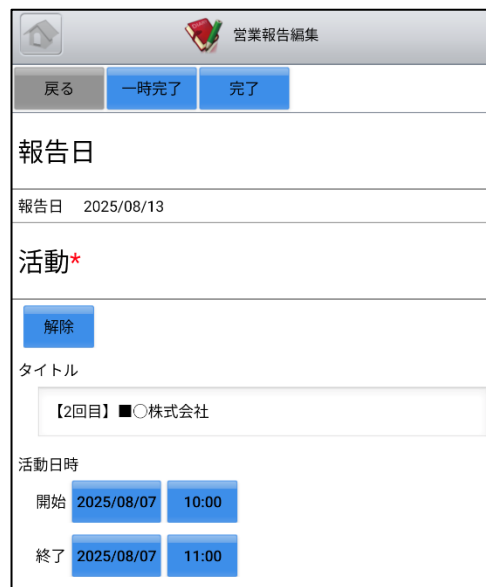 営業報告編集
戻る 一時完了 完了
報告日
報告日 2025/08/13
活動*
解除
タイトル
【2回目】■○株式会社
活動日時
開始 2025/08/07 10:00
終了 2025/08/07 11:00